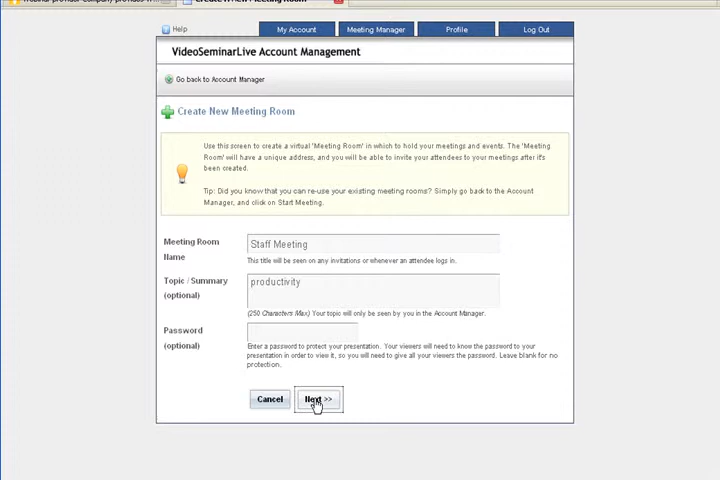 Help
My Account
Meeting Manager
Profile
Log Out
VideoSeminarLive Account Management
Go back to Account Manager
Create New Meeting Room
Use this screen to create a virtual 'Meeting Room' in which to hold your meetings and events. The 'Meeting
Room' will have a unique address, and you will be able to invite your attendees to your meetings after it's
been created.
Tip: Did you know that you can re-use your existing meeting rooms? Simply go back to the Account
Manager, and click on Start Meeting.
Meeting Room
Name
Staff Meeting
This title will be seen on any invitations or whenever an attendee logs in.
Topic / Summary
(optional)
productivity
(250 Characters Max) Your topic will only be seen by you in the Account Manager.
Password
(optional)
Enter a password to protect your presentation. Your viewers will need to know the password to your
presentation in order to view it, so you will need to give all your viewers the password. Leave blank for no
protection.
Cancel
Next >>